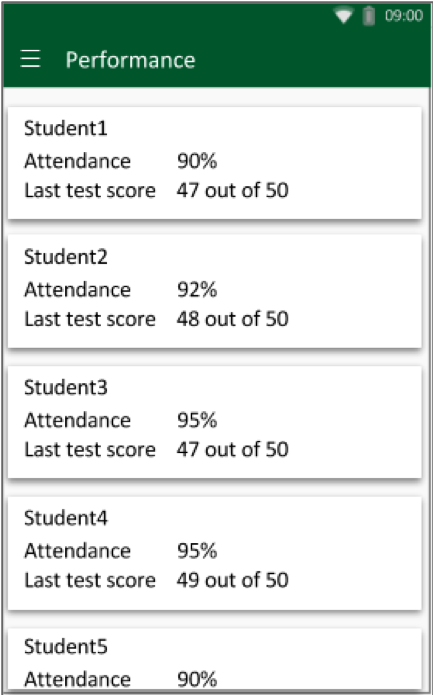 09:00
Performance
Student1
Attendance 90%
Last test score 47 out of 50
Student2
Attendance 92%
Last test score 48 out of 50
Student3
Attendance 95%
Last test score 47 out of 50
Student4
Attendance 95%
Last test score 49 out of 50
Student5
Attendance 90%